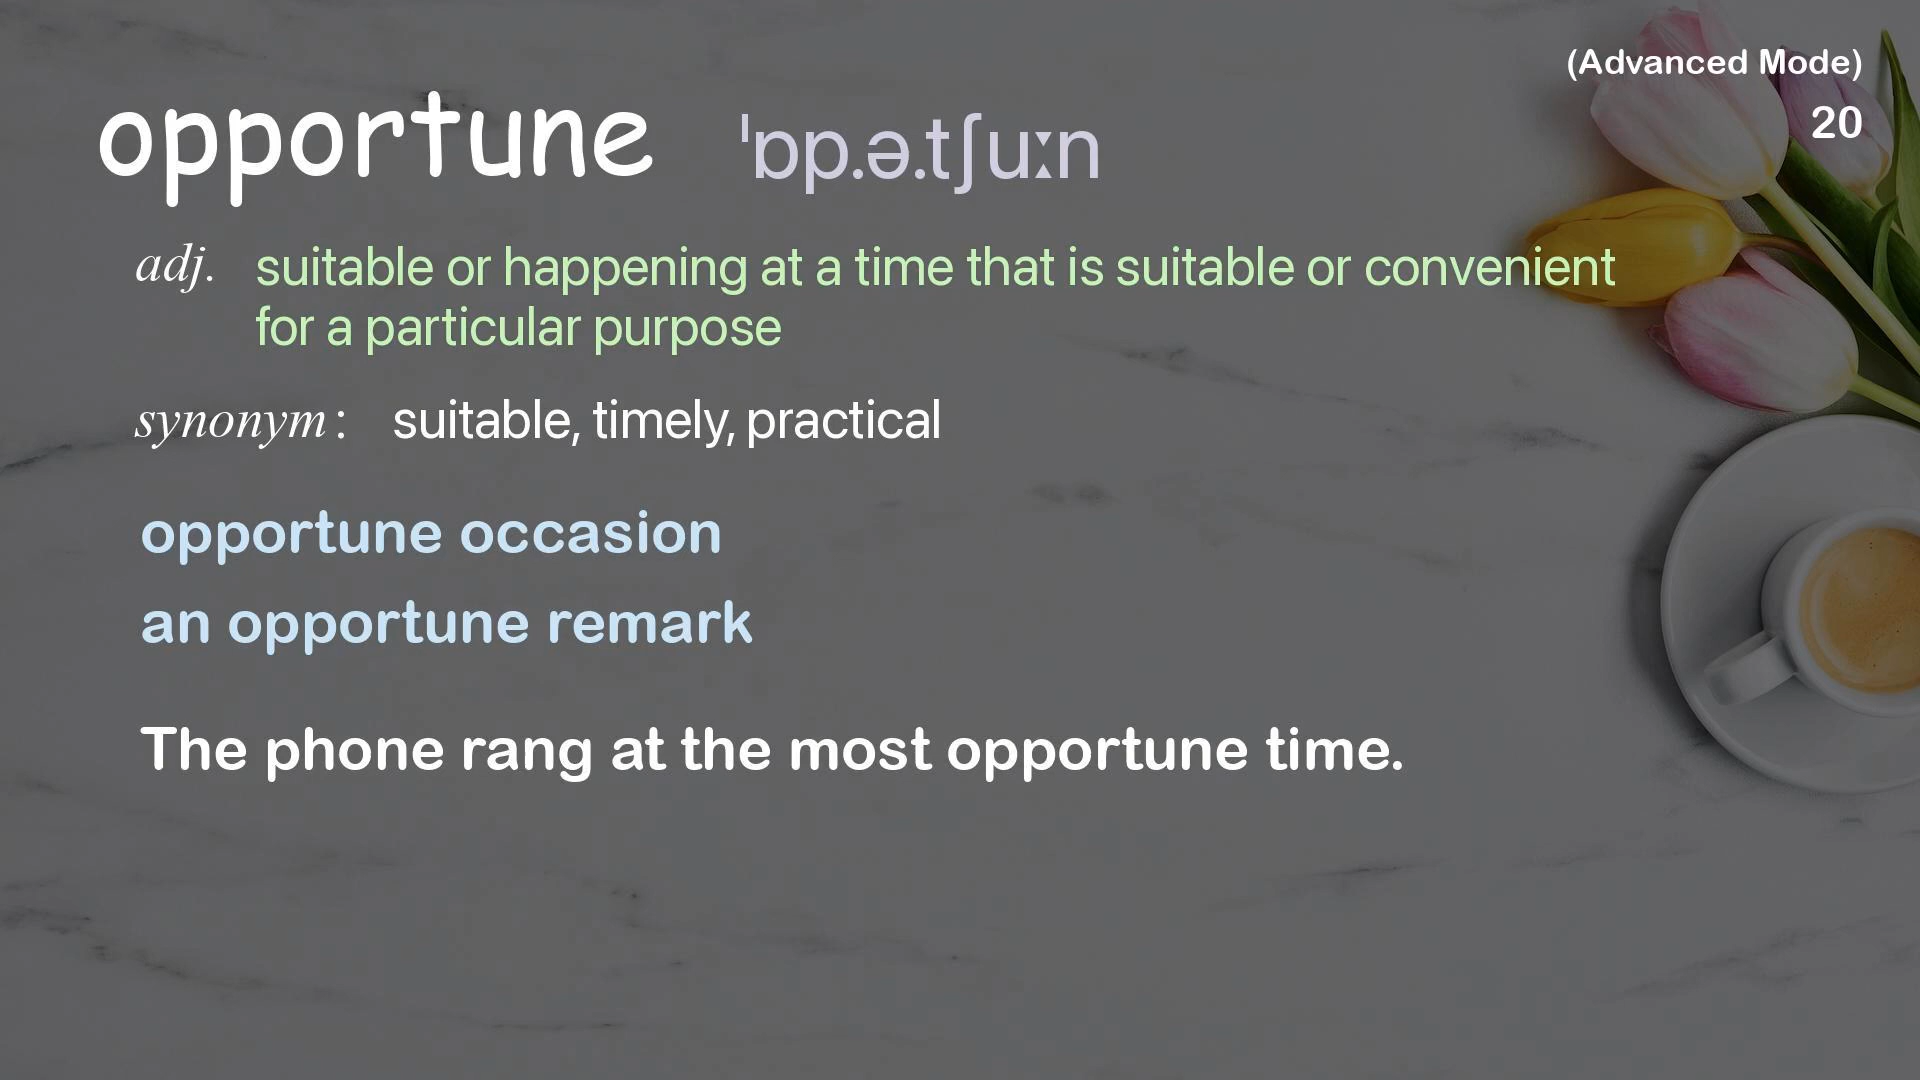 (Advanced Mode)
20
opportune ˈɒp.ə.tʃuːn
adj. suitable or happening at a time that is suitable or convenient
for a particular purpose
synonym: suitable, timely, practical
opportune occasion
an opportune remark
The phone rang at the most opportune time.